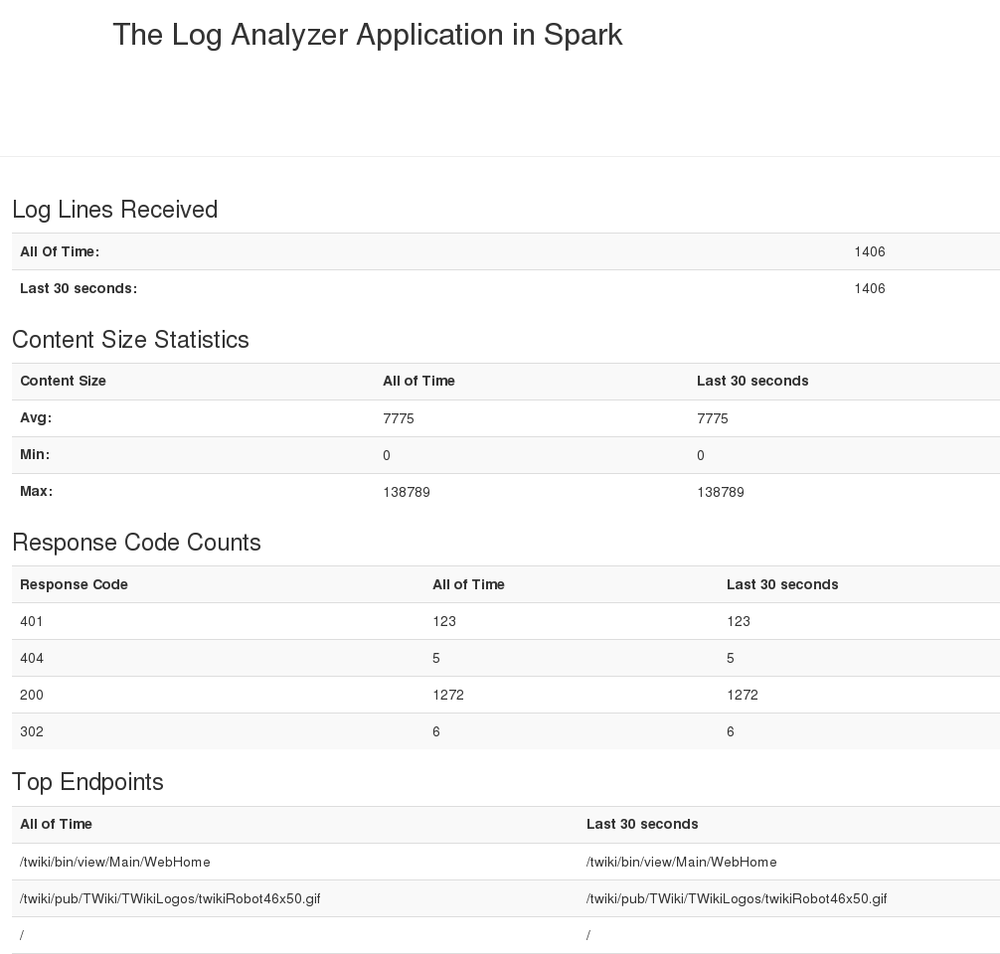 The Log Analyzer Application in Spark
Log Lines Received
All Of Time: 1406
Last 30 seconds: 1406
Content Size Statistics
Content Size All of Time Last 30 seconds
Avg: 7775 7775
Min: 0 0
Max: 138789 138789
Response Code Counts
Response Code All of Time Last 30 seconds
401 123 123
404 5 5
200 1272 1272
302 6 6
Top Endpoints
All of Time Last 30 seconds
/twiki/bin/view/Main/WebHome /twiki/bin/view/Main/WebHome
/twiki/pub/TWiki/TWikiLogos/twikiRobot46x50.gif /twiki/pub/TWiki/TWikiLogos/twikiRobot46x50.gif
/ /